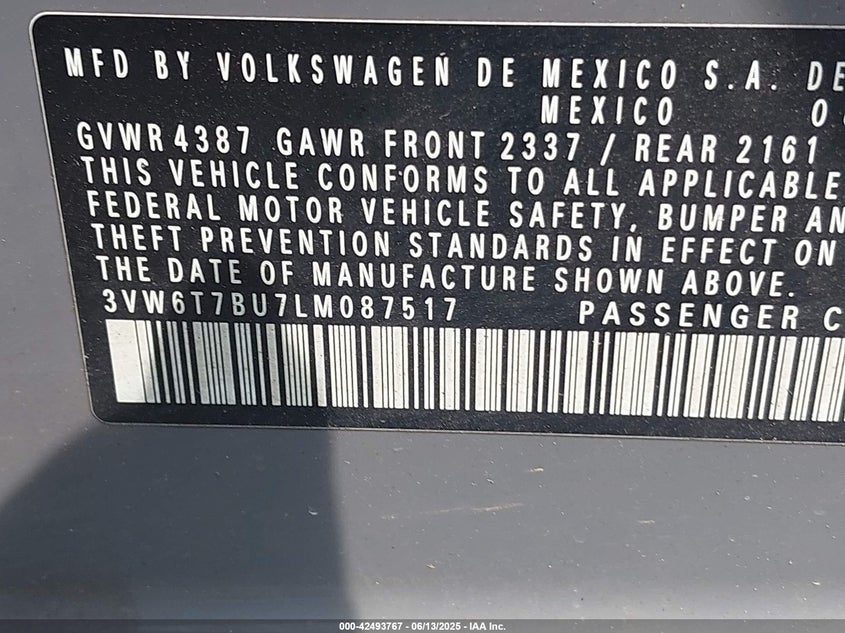 MFD BY VOLKSWAGEN DE MEXICO S.A. DE
MEXICO 0
GVWR 4387 GAWR FRONT 2337 / REAR 2161
THIS VEHICLE CONFORMS TO ALL APPLICABLE
FEDERAL MOTOR VEHICLE SAFETY, BUMPER AN
THEFT PREVENTION STANDARDS IN EFFECT ON
THE DATE OF MANUFACTURE SHOWN ABOVE.
3VW6T7BU7LM087517 PASSENGER C
000-42493767 - 06/13/2025 - IAA Inc.